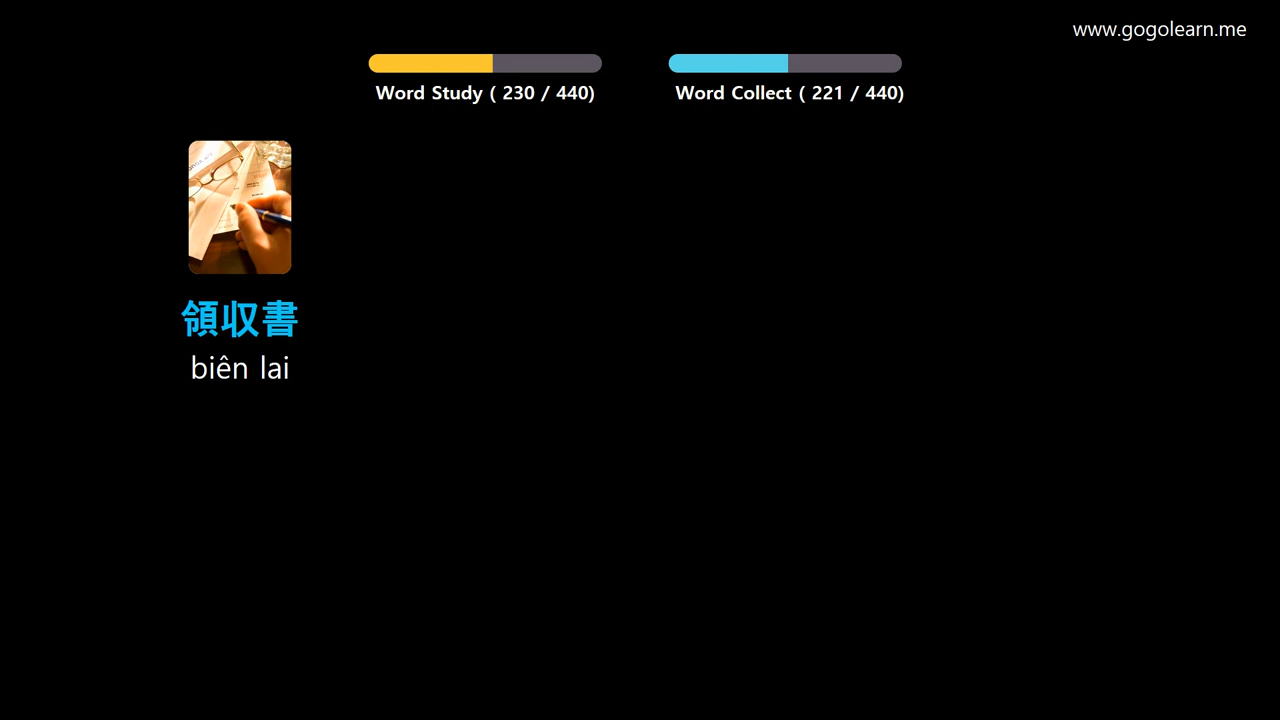 www.gogolearn.me
Word Study ( 230 / 440)
Word Collect ( 221 / 440)
領収書
biên lai